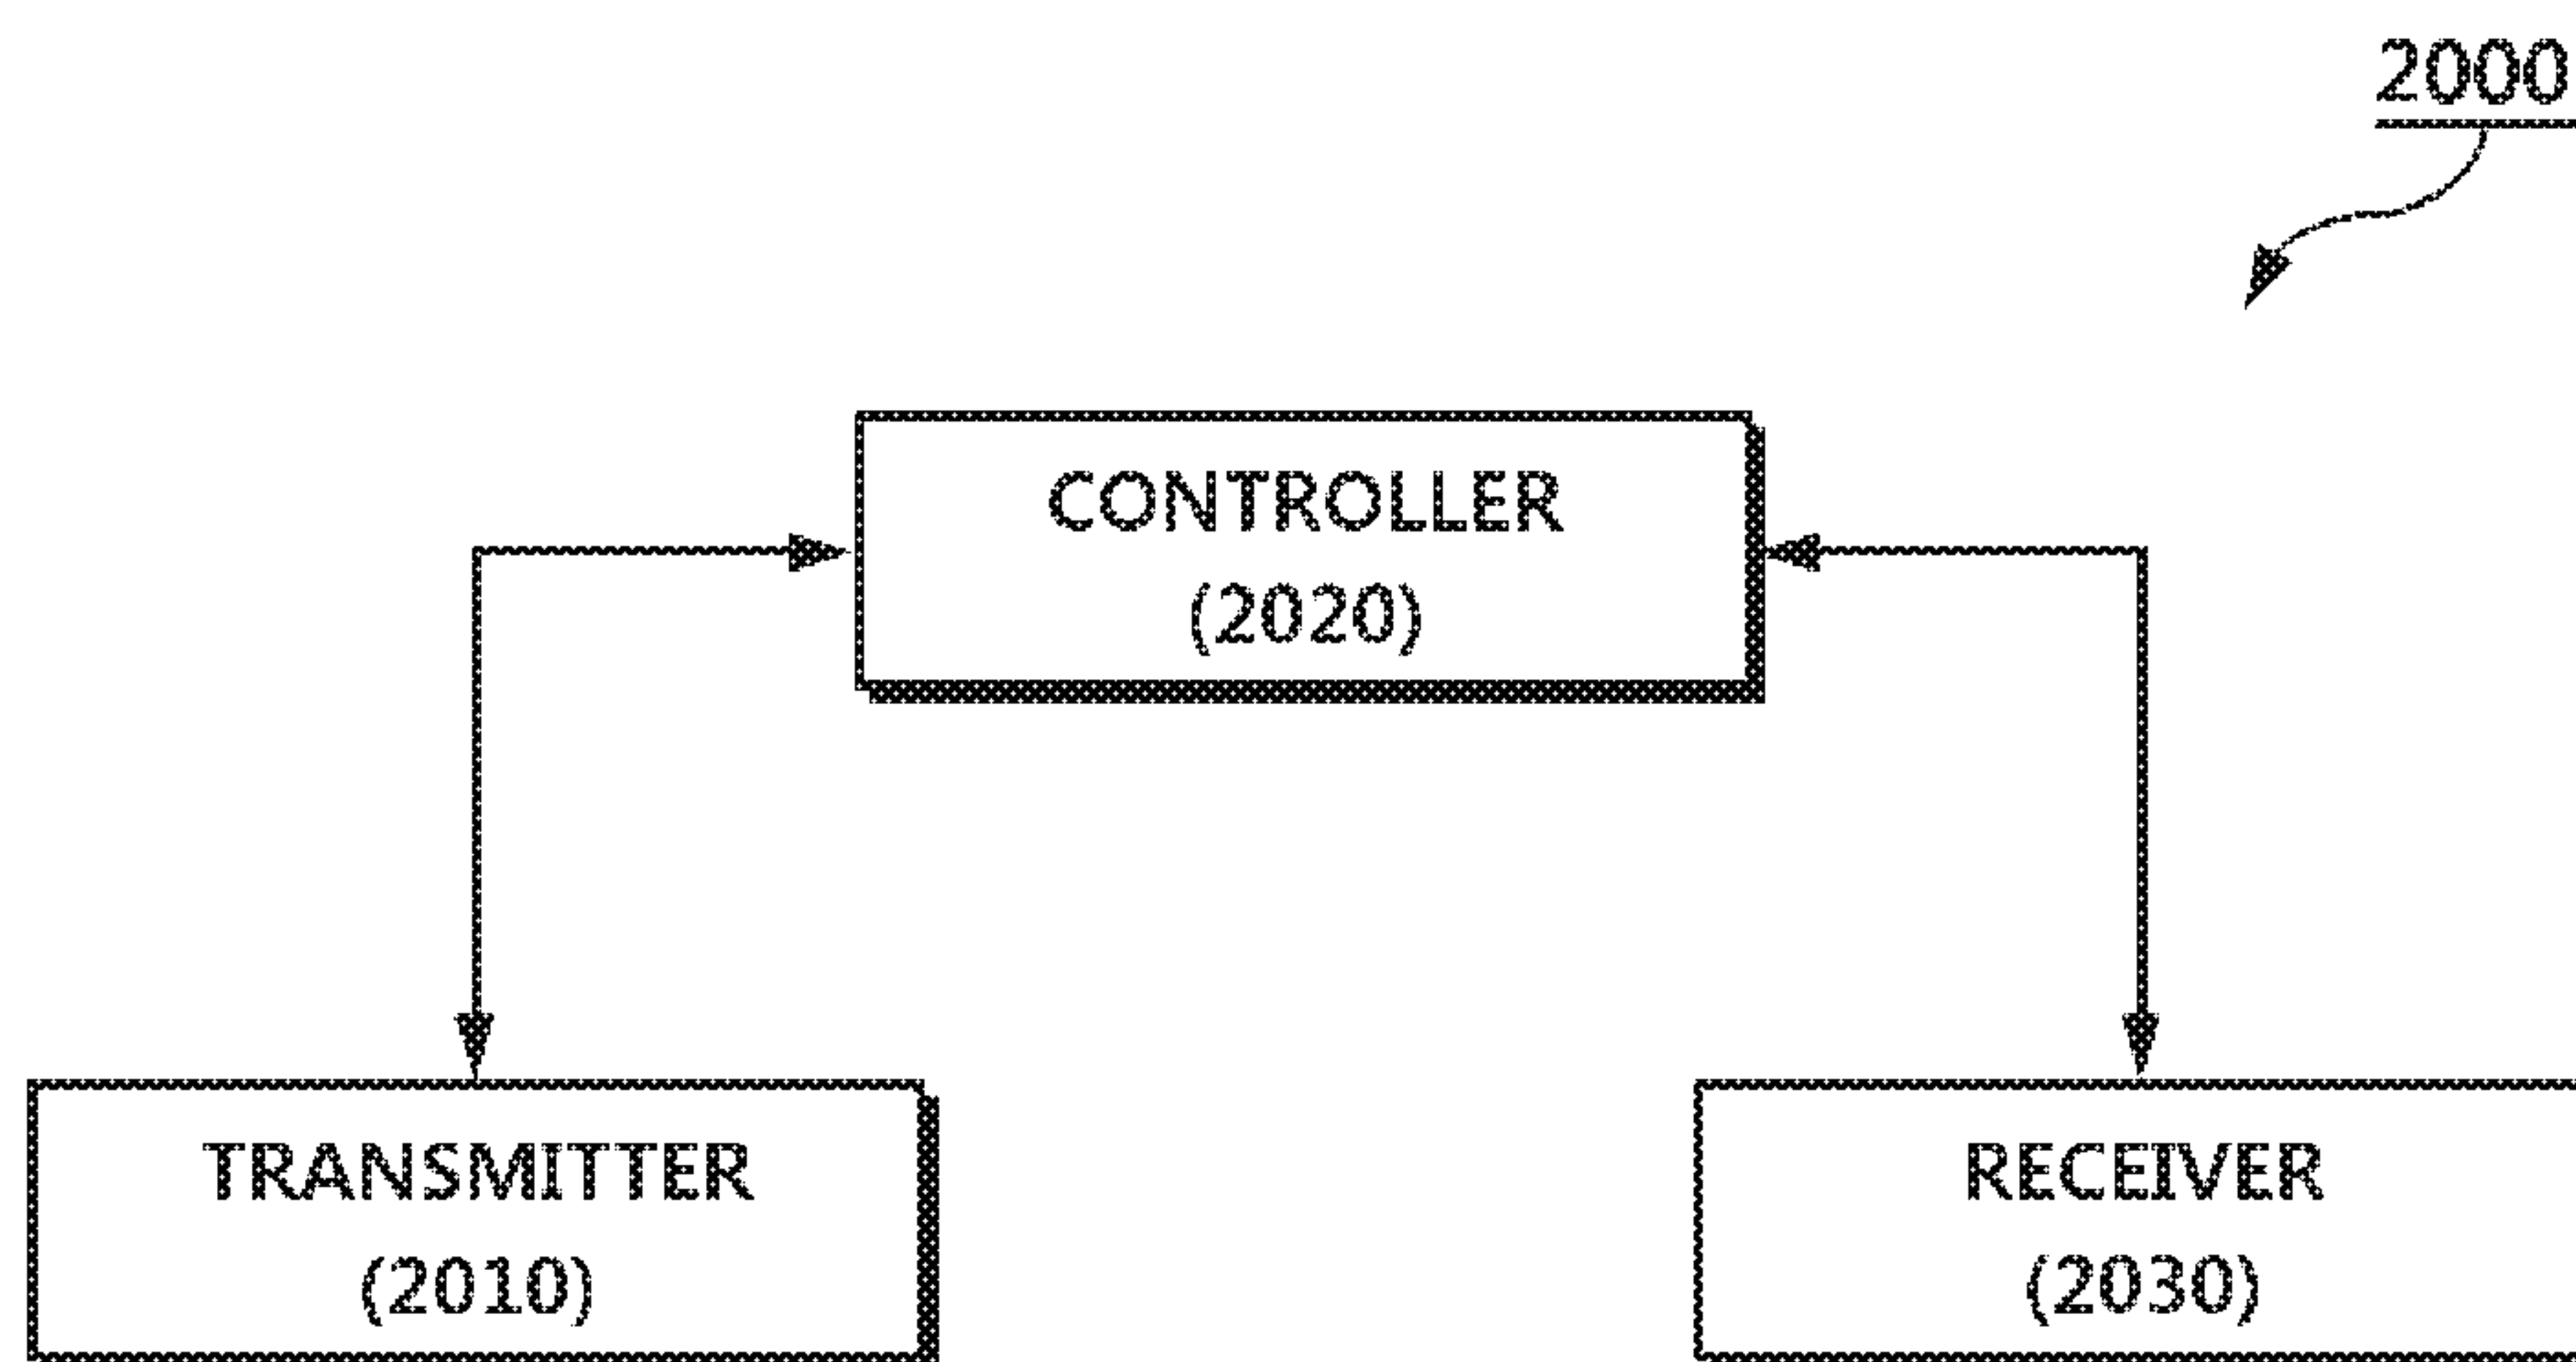 2000
CONTROLLER
(2020)
TRANSMITTER
(2010)
RECEIVER
(2030)